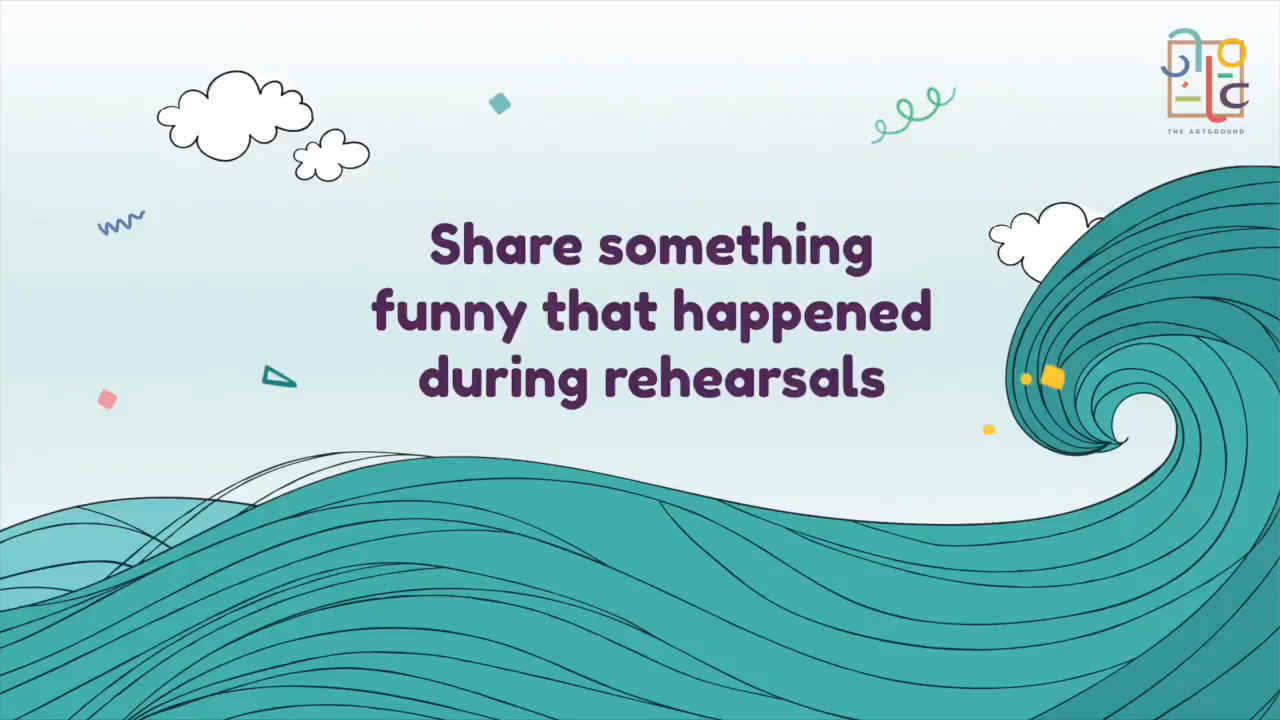 THE ARTGROUND
Share something
funny that happened
during rehearsals